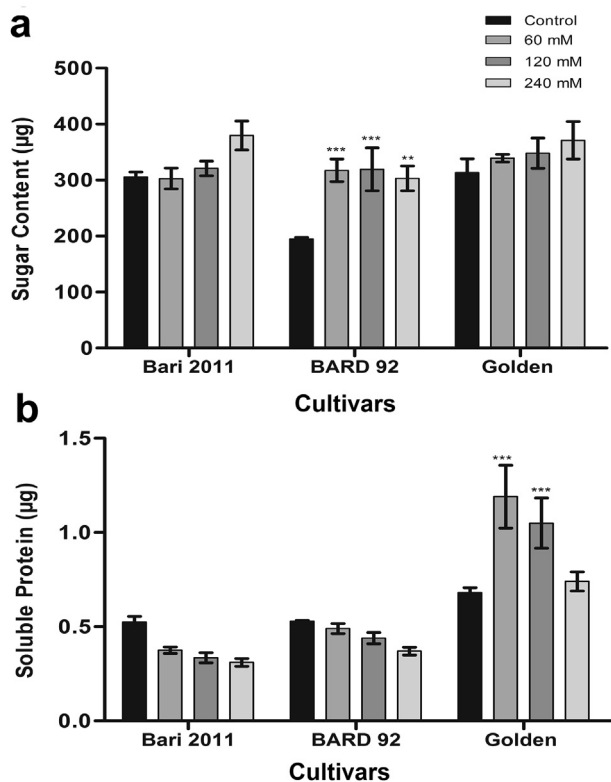 a
Control
60 mM
120 mM
240 mM
Sugar Content (µg)
500
400
300
200
100
0
***
***
**
Bari 2011 BARD 92 Golden
Cultivars
b
Soluble Protein (µg)
1.5
1.0
0.5
0.0
***
***
Bari 2011 BARD 92 Golden
Cultivars